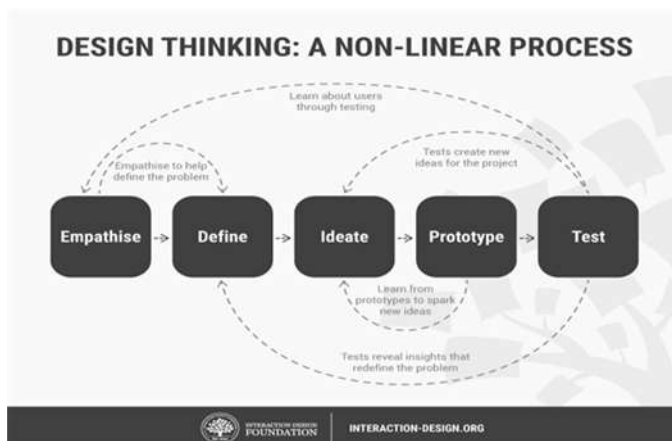 DESIGN THINKING: A NON-LINEAR PROCESS
Learn about users
through testing
Empathise to help
define the problem
Tests create new
ideas for the project
Empathise
Define
Ideate
Prototype
Test
Learn from
prototypes to spark
new ideas
Tests reveal insights that
redefine the problem
INTERACTION DESIGN
FOUNDATION
INTERACTION-DESIGN.ORG